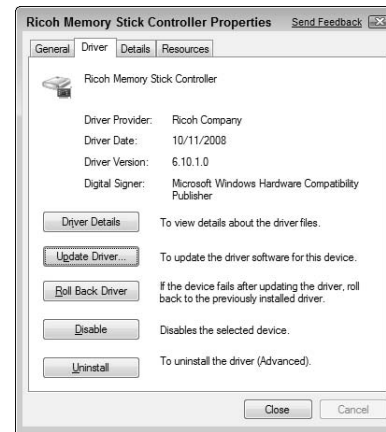 Ricoh Memory Stick Controller Properties Send Feedback
General Driver Details Resources
Ricoh Memory Stick Controller
Driver Provider: Ricoh Company
Driver Date: 10/11/2008
Driver Version: 6.10.1.0
Digital Signer: Microsoft Windows Hardware Compatibility
Publisher
Driver Details To view details about the driver files.
Update Driver... To update the driver software for this device.
Roll Back Driver If the device fails after updating the driver, roll
back to the previously installed driver.
Disable Disables the selected device.
Uninstall To uninstall the driver (Advanced).
Close Cancel